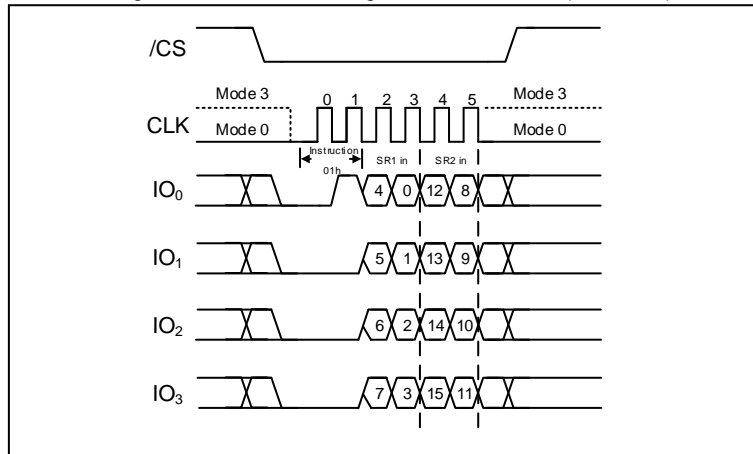 /CS
Mode 3 0 1 2 3 4 5 Mode 3
CLK Mode 0 Mode 0
Instruction SR1 in SR2 in
01h
IO0 4 0 12 8
IO1 5 1 13 9
IO2 6 2 14 10
IO3 7 3 15 11